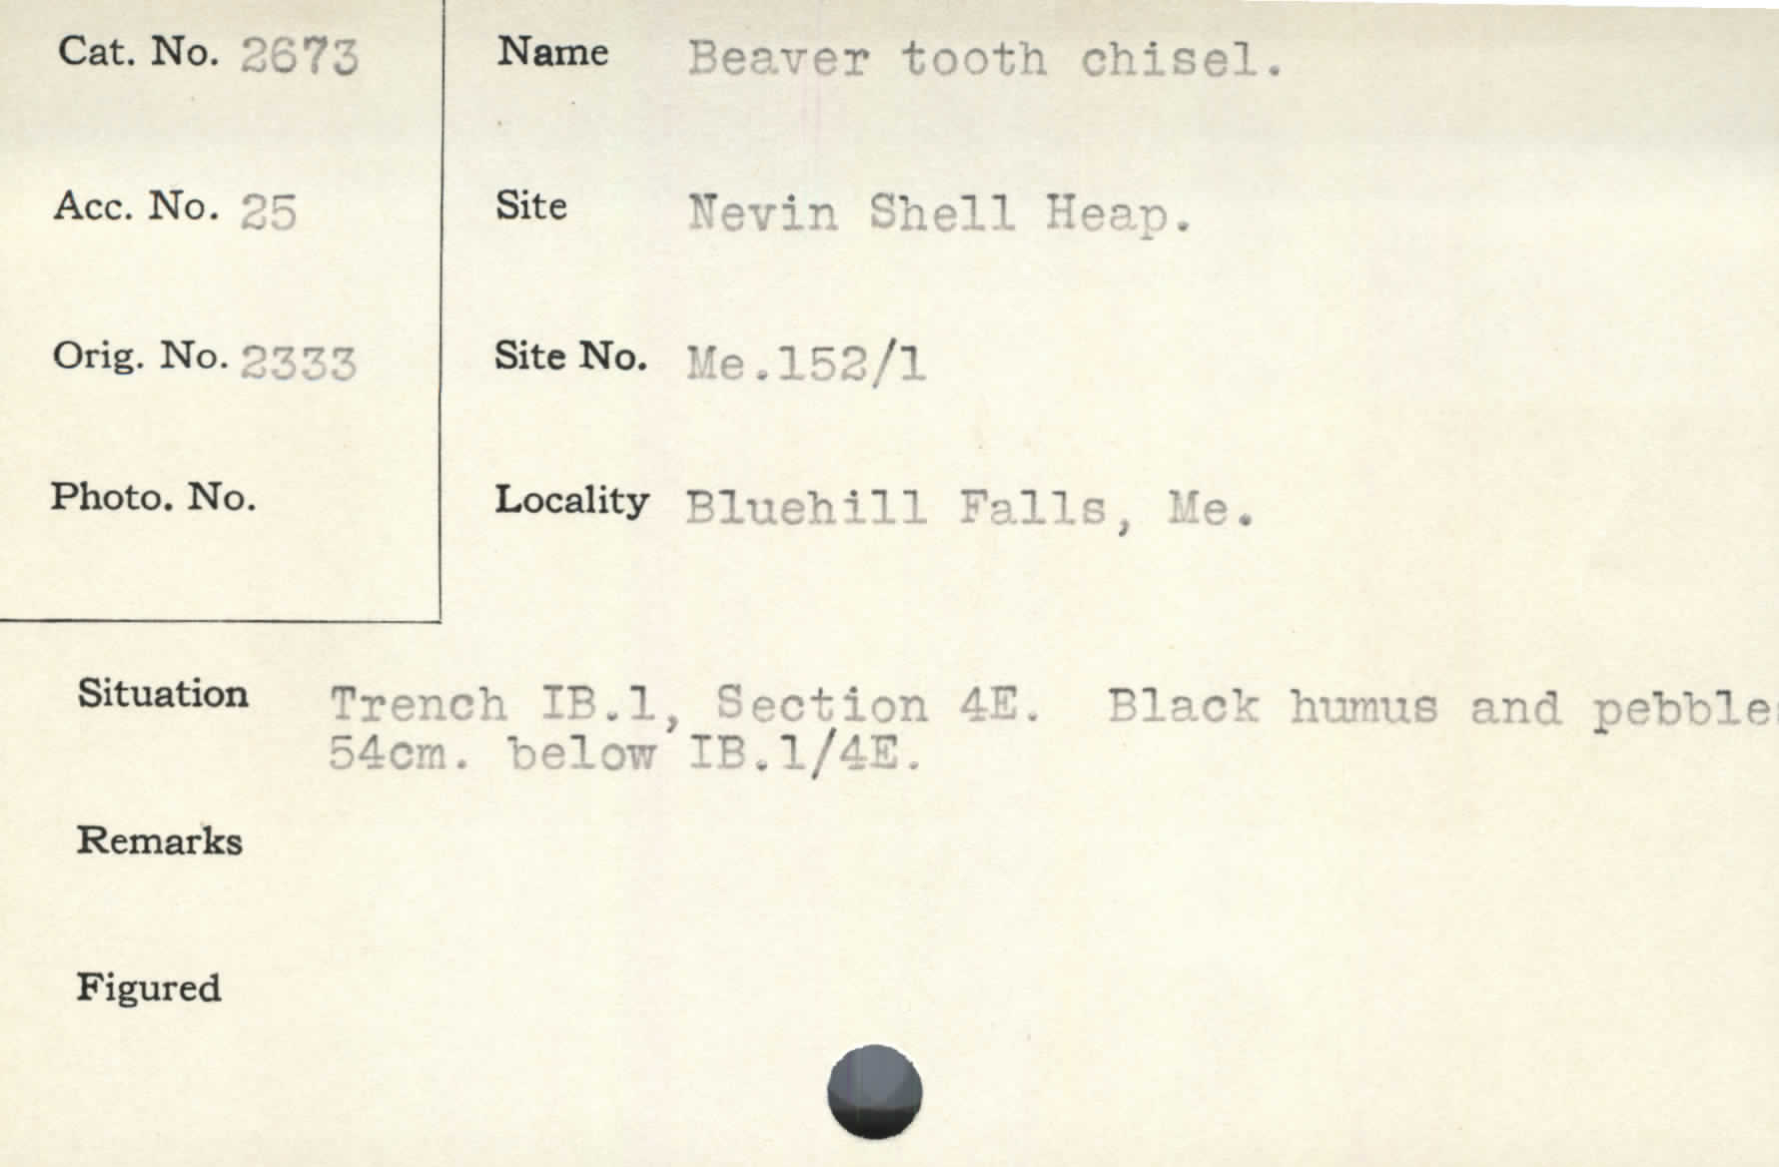 Cat. No. 2673
Name Beaver tooth chisel.
Acc. No. 25
Site Nevin Shell Heap.
Orig. No. 2333
Site No. Me.152/1
Photo. No.
Locality Bluehill Falls, Me.
Situation Trench IB.1, Section 4E. Black humus and pebbles
54cm. below IB.1/4E.
Remarks
Figured